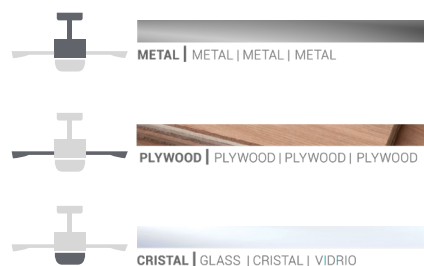 METAL | METAL | METAL | METAL
PLYWOOD | PLYWOOD | PLYWOOD | PLYWOOD
CRISTAL | GLASS | CRISTAL | VIDRIO